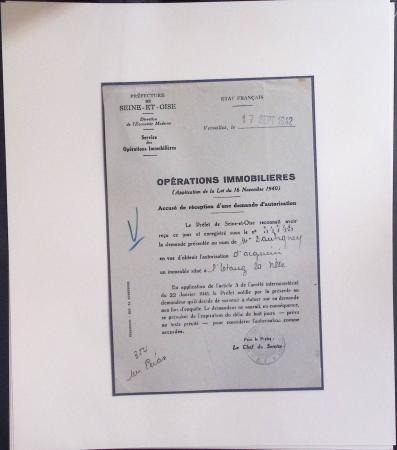 PRÉFECTURE
DE
SEINE-ET-OISE
Direction
de l'Economie Moderne
Service
des
Opérations Immobilières
ETAT FRANÇAIS
Versailles, le 17 SEPT 1942
OPÉRATIONS IMMOBILIERES
(Application de la Loi du 16 Novembre 1940)
Accusé de réception d'une demande d'autorisation
Le Préfet de Seine-et-Oise reconnait avoir
reçu ce jour et enregistré sous le n°
la demande présentée au nom de Mr
en vue d'obtenir l'autorisation d'acquérir
un immeuble situé à l'Etang la Ville
En application de l'article 3 de l'arrêté interministériel
du 22 Janvier 1941, le Préfet notifie par la présente au
demandeur qu'il décide de surseoir à statuer sur sa demande
aux fins d'enquête. Le demandeur ne saurait, en conséquence,
se prévaloir de l'expiration du délai de huit jours - prévu
au texte précité - pour considérer l'autorisation comme
accordée.
Pour le Préfet :
Le Chef du Service :
354